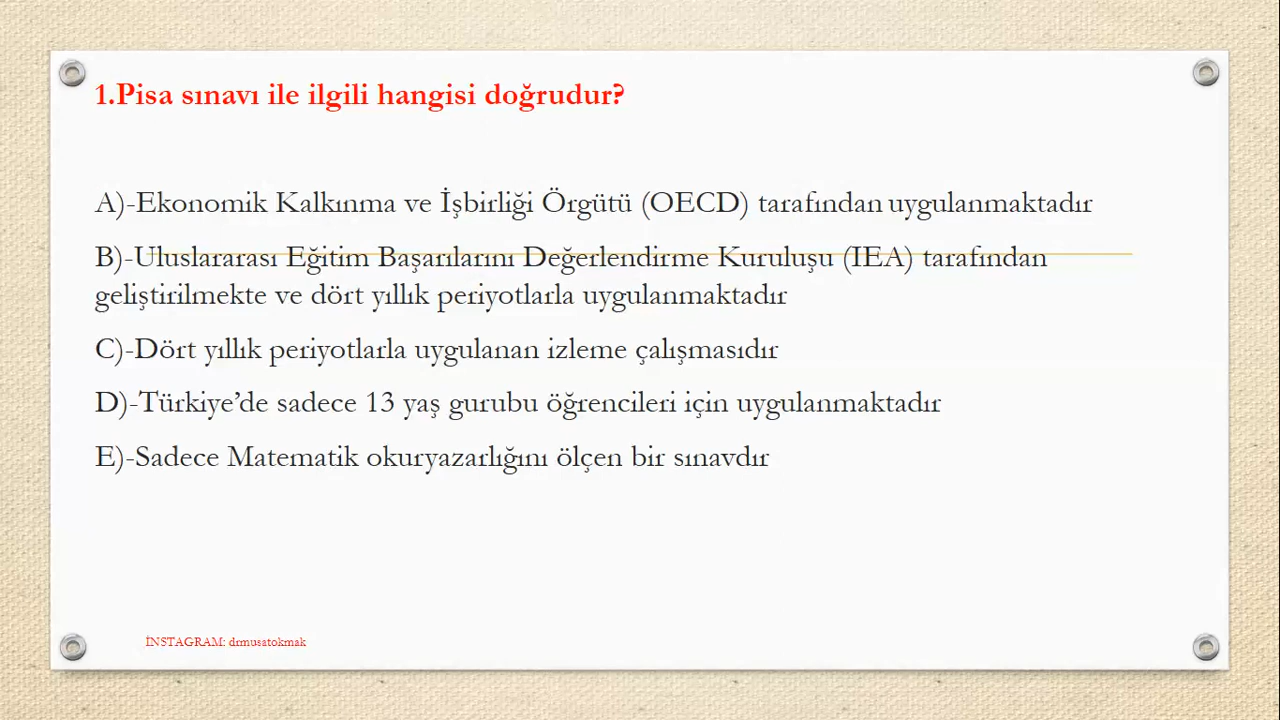 1.Pisa sınavı ile ilgili hangisi doğrudur?
A)-Ekonomik Kalkınma ve İşbirliği Örgütü (OECD) tarafından uygulanmaktadır
B)-Uluslararası Eğitim Başarılarını Değerlendirme Kuruluşu (IEA) tarafından
geliştirilmekte ve dört yıllık periyotlarla uygulanmaktadır
C)-Dört yıllık periyotlarla uygulanan izleme çalışmasıdır
D)-Türkiye’de sadece 13 yaş gurubu öğrencileri için uygulanmaktadır
E)-Sadece Matematik okuryazarlığını ölçen bir sınavdır
İNSTAGRAM: drmusatokmak